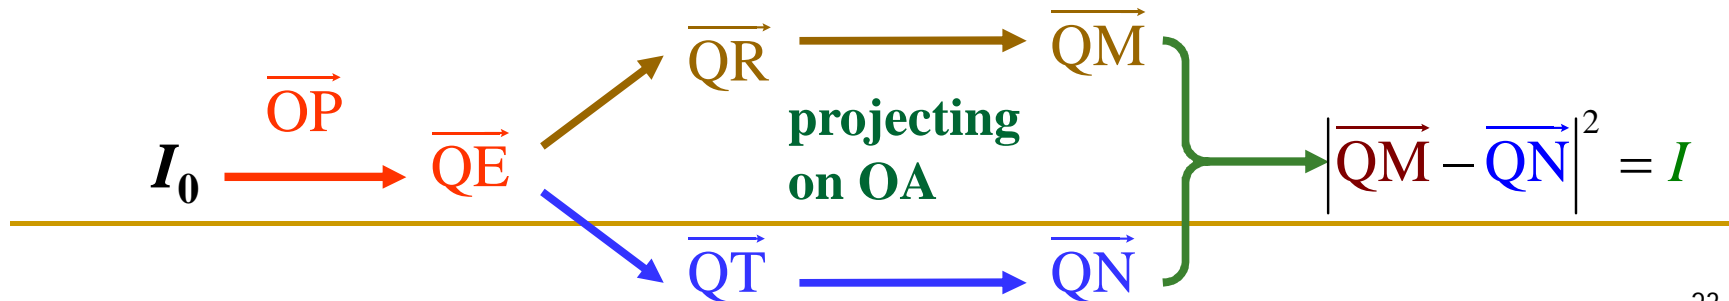 QR
QM
OP
projecting
on OA
QE
I₀
|QM − QN|² = I
QT
QN